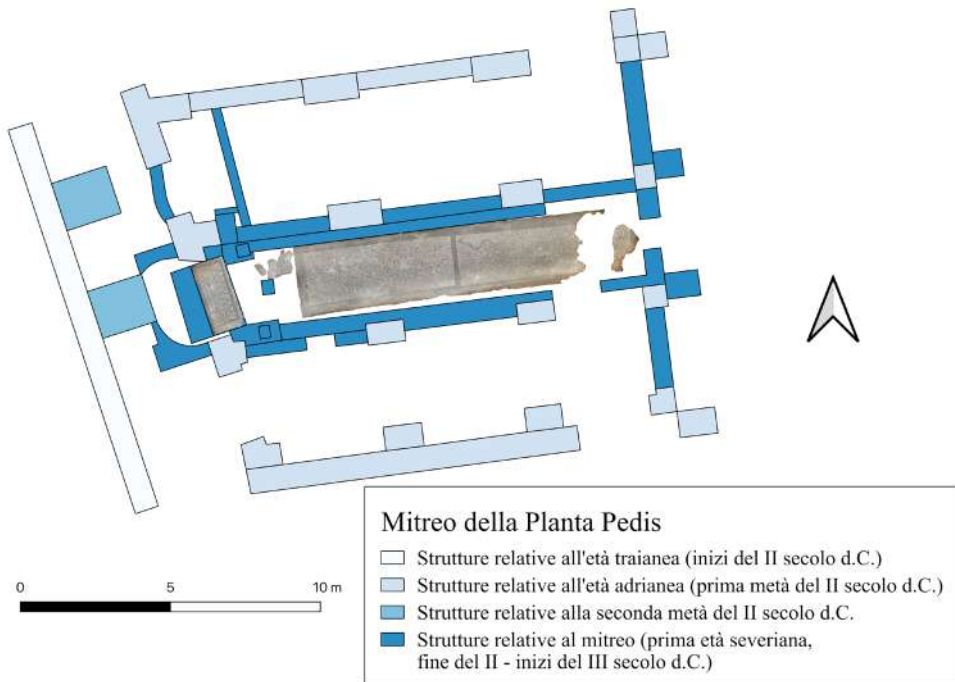 Mitreo della Planta Pedis
Strutture relative all'età traianea (inizi del II secolo d.C.)
Strutture relative all'età adrianea (prima metà del II secolo d.C.)
Strutture relative alla seconda metà del II secolo d.C.
Strutture relative al mitreo (prima età severiana,
fine del II - inizi del III secolo d.C.)
0 5 10 m